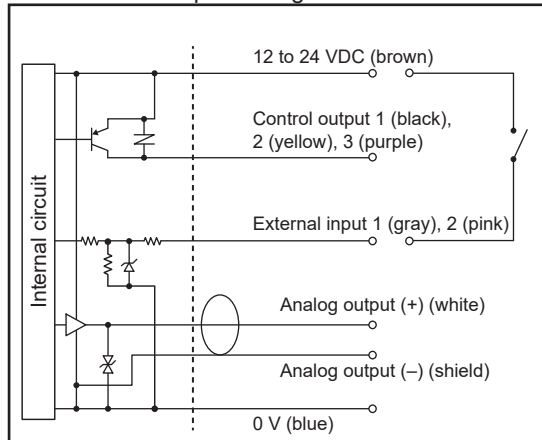 12 to 24 VDC (brown)
Control output 1 (black),
2 (yellow), 3 (purple)
External input 1 (gray), 2 (pink)
Internal circuit
Analog output (+) (white)
Analog output (–) (shield)
0 V (blue)